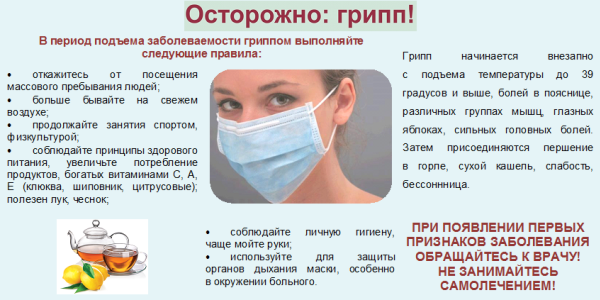 Осторожно: грипп!
В период подъема заболеваемости гриппом выполняйте
следующие правила:
• откажитесь от посещения
массового пребывания людей;
• больше бывайте на свежем
воздухе;
• продолжайте занятия спортом,
физкультурой;
• соблюдайте принципы здорового
питания, увеличьте потребление
продуктов, богатых витаминами С, А,
Е (клюква, шиповник, цитрусовые);
полезен лук, чеснок;
• соблюдайте личную гигиену,
чаще мойте руки;
• используйте для защиты
органов дыхания маски, особенно
в окружении больного.
Грипп начинается внезапно
с подъема температуры до 39
градусов и выше, болей в пояснице,
различных группах мышц, глазных
яблоках, сильных головных болей.
Затем присоединяются першение
в горле, сухой кашель, слабость,
бессоннница.
ПРИ ПОЯВЛЕНИИ ПЕРВЫХ
ПРИЗНАКОВ ЗАБОЛЕВАНИЯ
ОБРАЩАЙТЕСЬ К ВРАЧУ!
НЕ ЗАНИМАЙТЕСЬ
САМОЛЕЧЕНИЕМ!